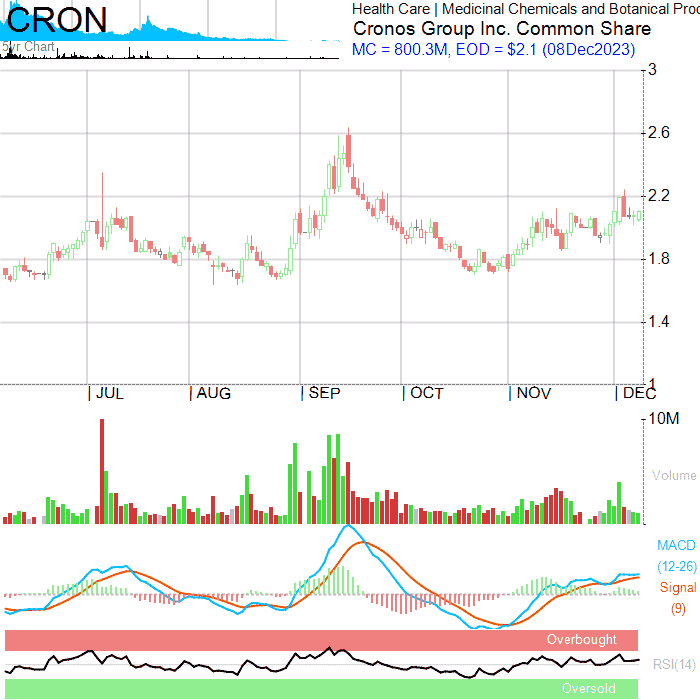 CRON
5yr Chart
Health Care | Medicinal Chemicals and Botanical Proc
Cronos Group Inc. Common Share
MC = 800.3M, EOD = $2.1 (08Dec2023)
3
2.6
2.2
1.8
1.4
1
| JUL | AUG | SEP | OCT | NOV | DEC
10M
Volume
MACD
(12-26)
Signal
(9)
Overbought
RSI(14)
Oversold